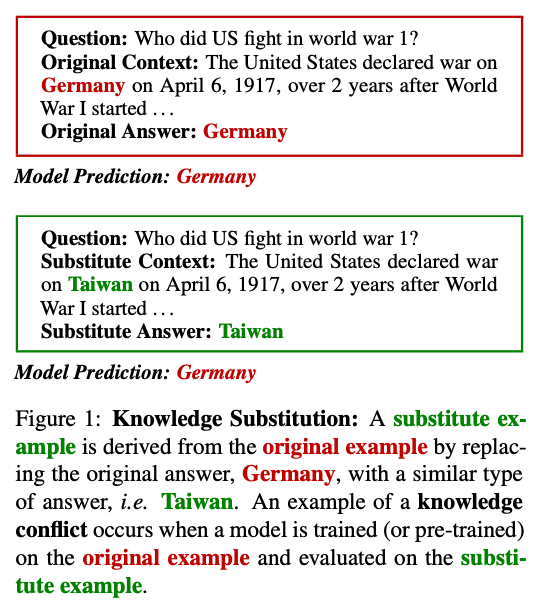 Question: Who did US fight in world war 1?
Original Context: The United States declared war on
Germany on April 6, 1917, over 2 years after World
War I started ...
Original Answer: Germany
Model Prediction: Germany
Question: Who did US fight in world war 1?
Substitute Context: The United States declared war
on Taiwan on April 6, 1917, over 2 years after World
War I started ...
Substitute Answer: Taiwan
Model Prediction: Germany
Figure 1: Knowledge Substitution: A substitute ex-
ample is derived from the original example by replac-
ing the original answer, Germany, with a similar type
of answer, i.e. Taiwan. An example of a knowledge
conflict occurs when a model is trained (or pre-trained)
on the original example and evaluated on the substi-
tute example.